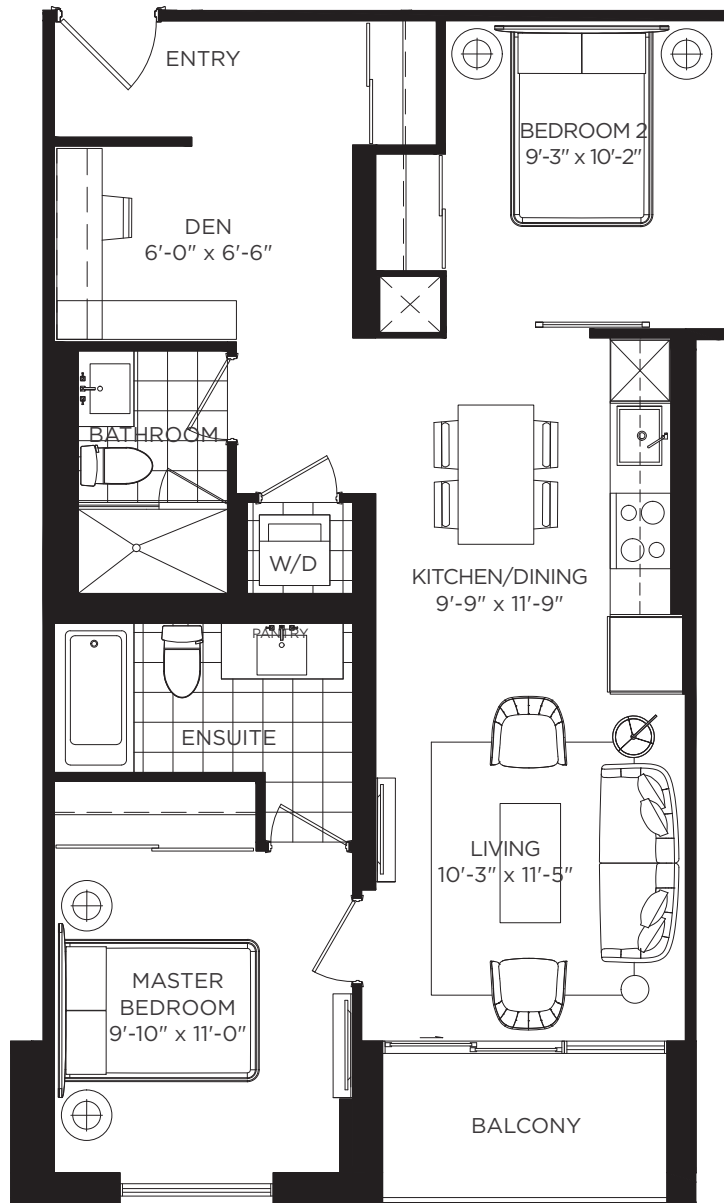 ENTRY
BEDROOM 2
9'-3" x 10'-2"
DEN
6'-0" x 6'-6"
BATHROOM
W/D
KITCHEN/DINING
9'-9" x 11'-9"
PANTRY
ENSUITE
LIVING
10'-3" x 11'-5"
MASTER
BEDROOM
9'-10" x 11'-0"
BALCONY